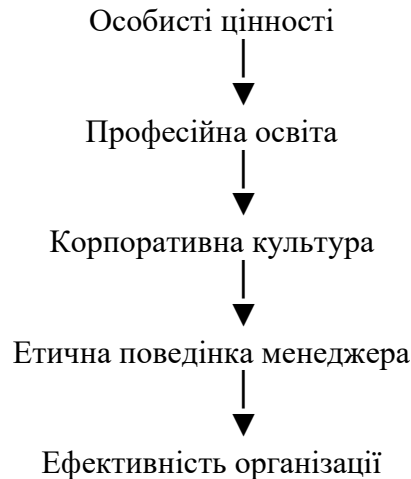 Особисті цінності
Професійна освіта
Корпоративна культура
Етична поведінка менеджера
Ефективність організації